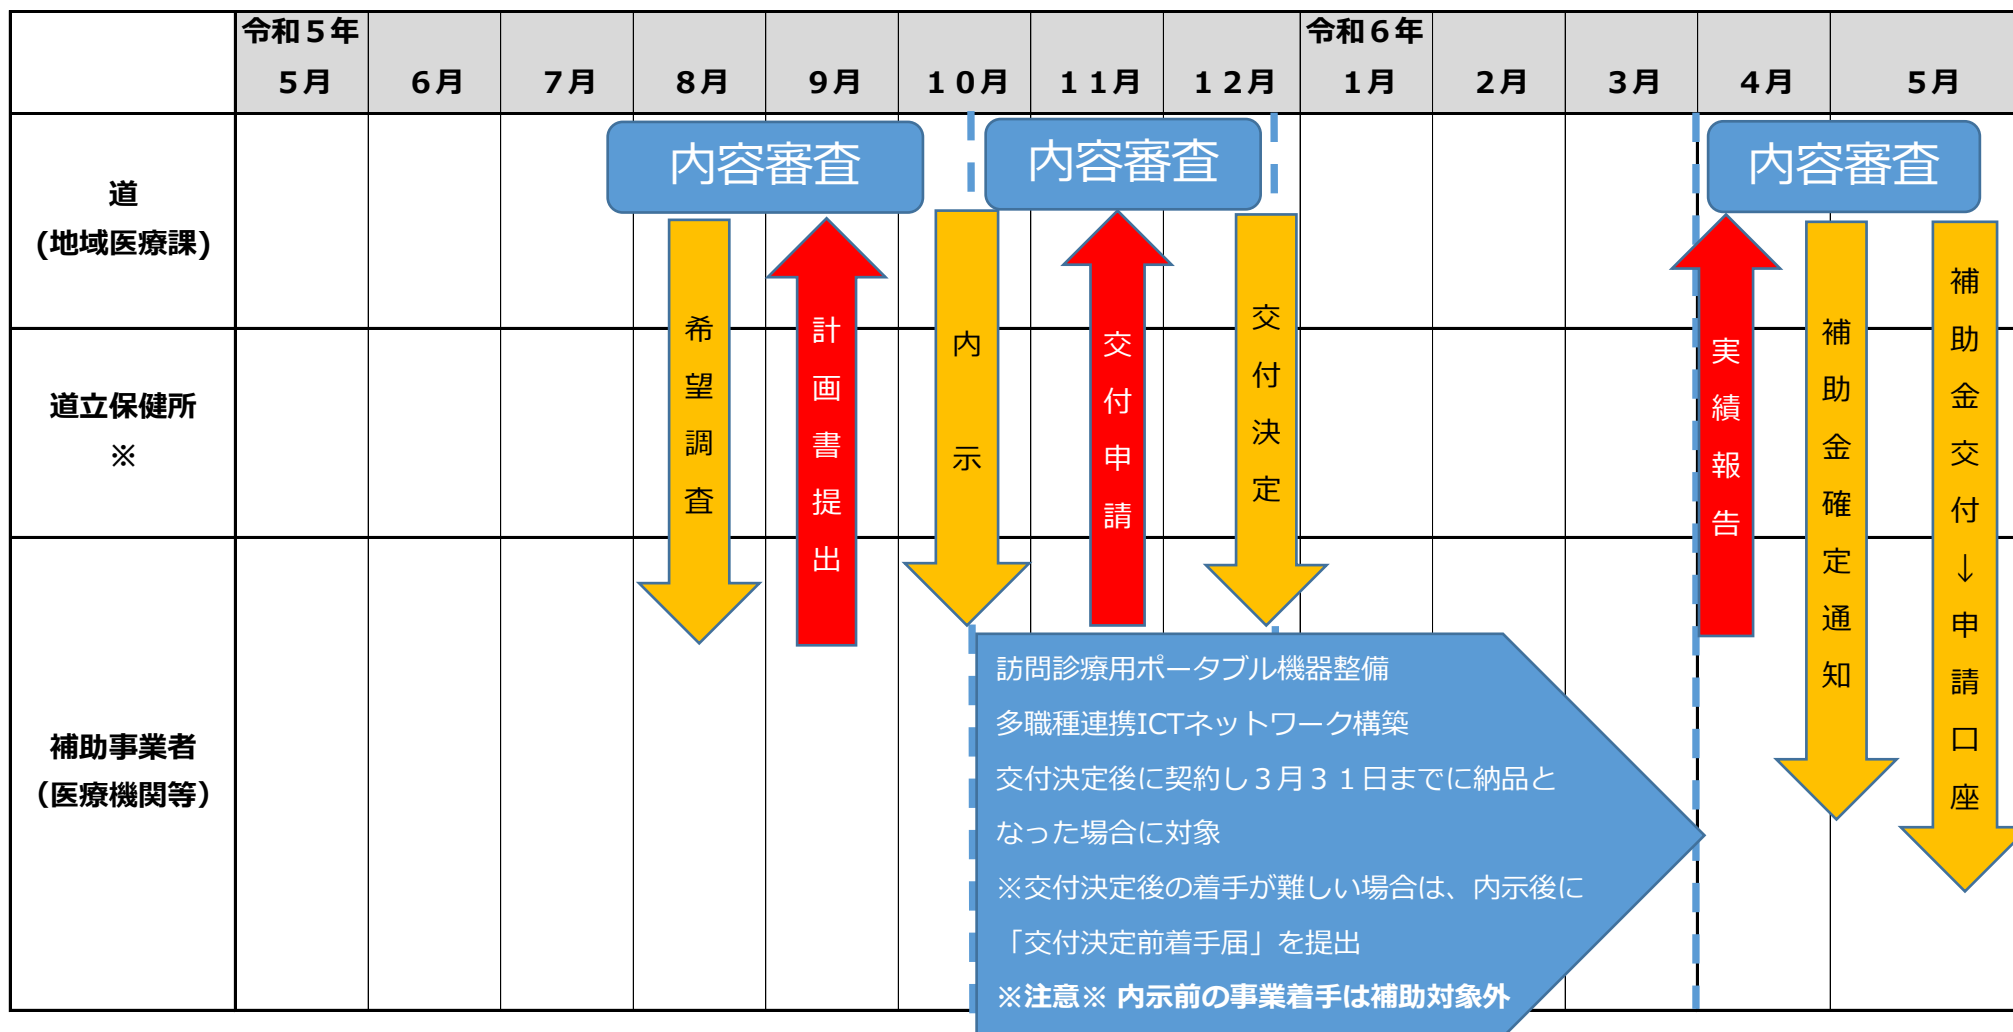 令和５年
令和６年
５月
６月
７月
８月
９月
１０月
１１月
１２月
１月
２月
３月
４月
５月
道
(地域医療課)
道立保健所
※
補助事業者
（医療機関等）
内容審査
内容審査
内容審査
希望調査
計画書提出
内示
交付申請
交付決定
実績報告
補助金確定通知
補助金交付↓申請口座
訪問診療用ポータブル機器整備
多職種連携ICTネットワーク構築
交付決定後に契約し３月３１日までに納品と
なった場合に対象
※交付決定後の着手が難しい場合は、内示後に
「交付決定前着手届」を提出
※注意※ 内示前の事業着手は補助対象外